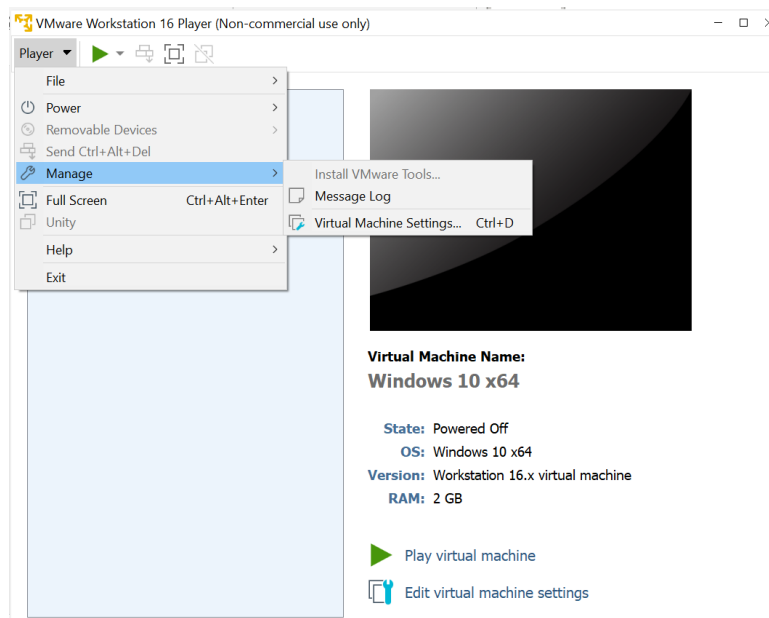 VMware Workstation 16 Player (Non-commercial use only)
Player
File
Power
Removable Devices
Send Ctrl+Alt+Del
Manage
Full Screen Ctrl+Alt+Enter
Unity
Help
Exit
Install VMware Tools...
Message Log
Virtual Machine Settings... Ctrl+D
Virtual Machine Name:
Windows 10 x64
State: Powered Off
OS: Windows 10 x64
Version: Workstation 16.x virtual machine
RAM: 2 GB
Play virtual machine
Edit virtual machine settings